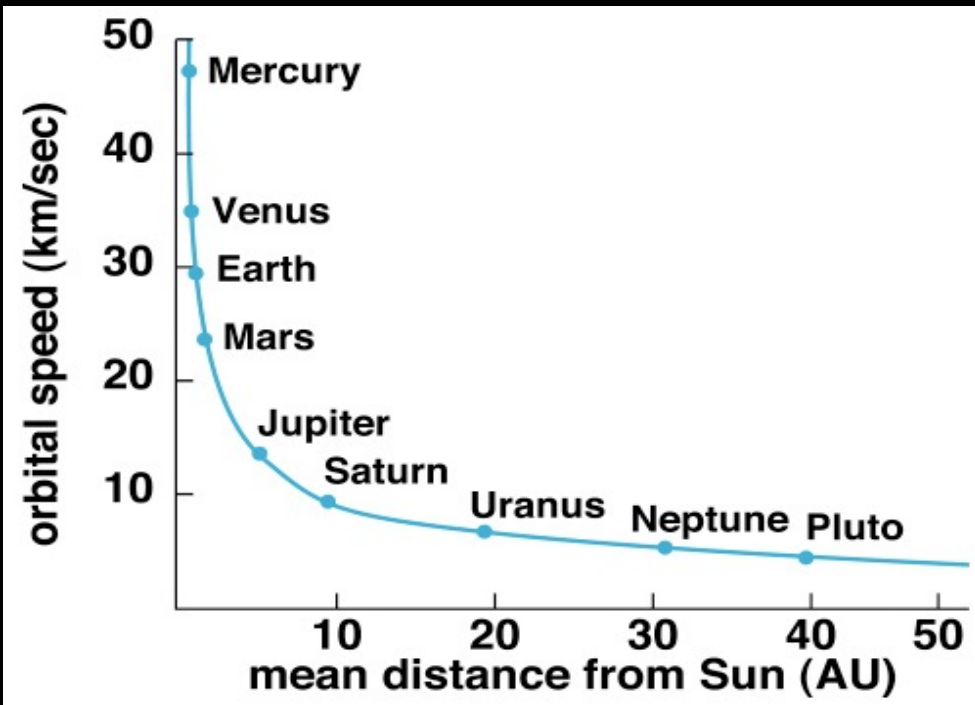 50
Mercury
40
Venus
30
Earth
Mars
20
Jupiter
Saturn
10
Uranus
Neptune
Pluto
orbital speed (km/sec)
10 20 30 40 50
mean distance from Sun (AU)